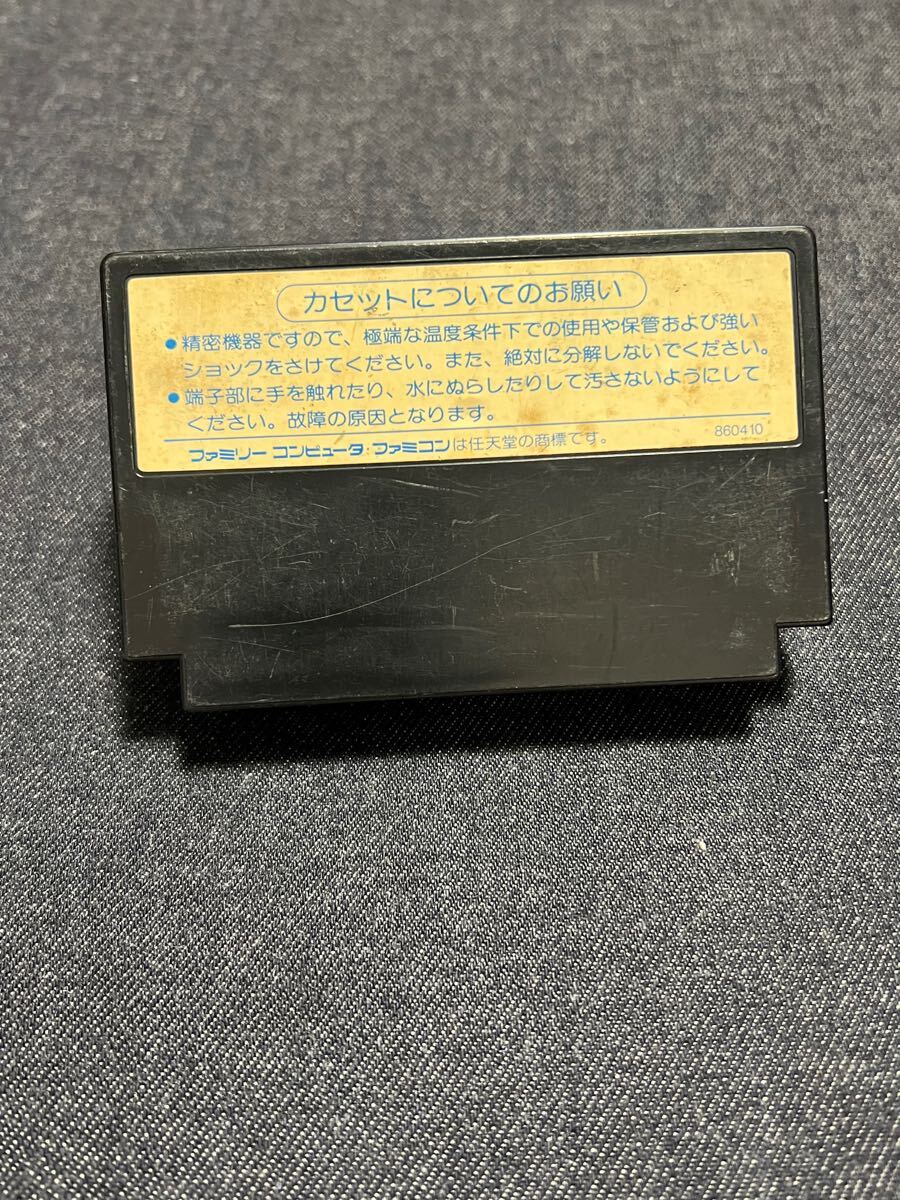 カセットについてのお願い
●精密機器ですので、極端な温度条件下での使用や保管および強い
ショックをさけてください。また、絶対に分解しないでください。
●端子部に手を触れたり、水にぬらしたりして汚さないようにして
ください。故障の原因となります。
ファミリー コンピュータ・ファミコンは任天堂の商標です。
860410